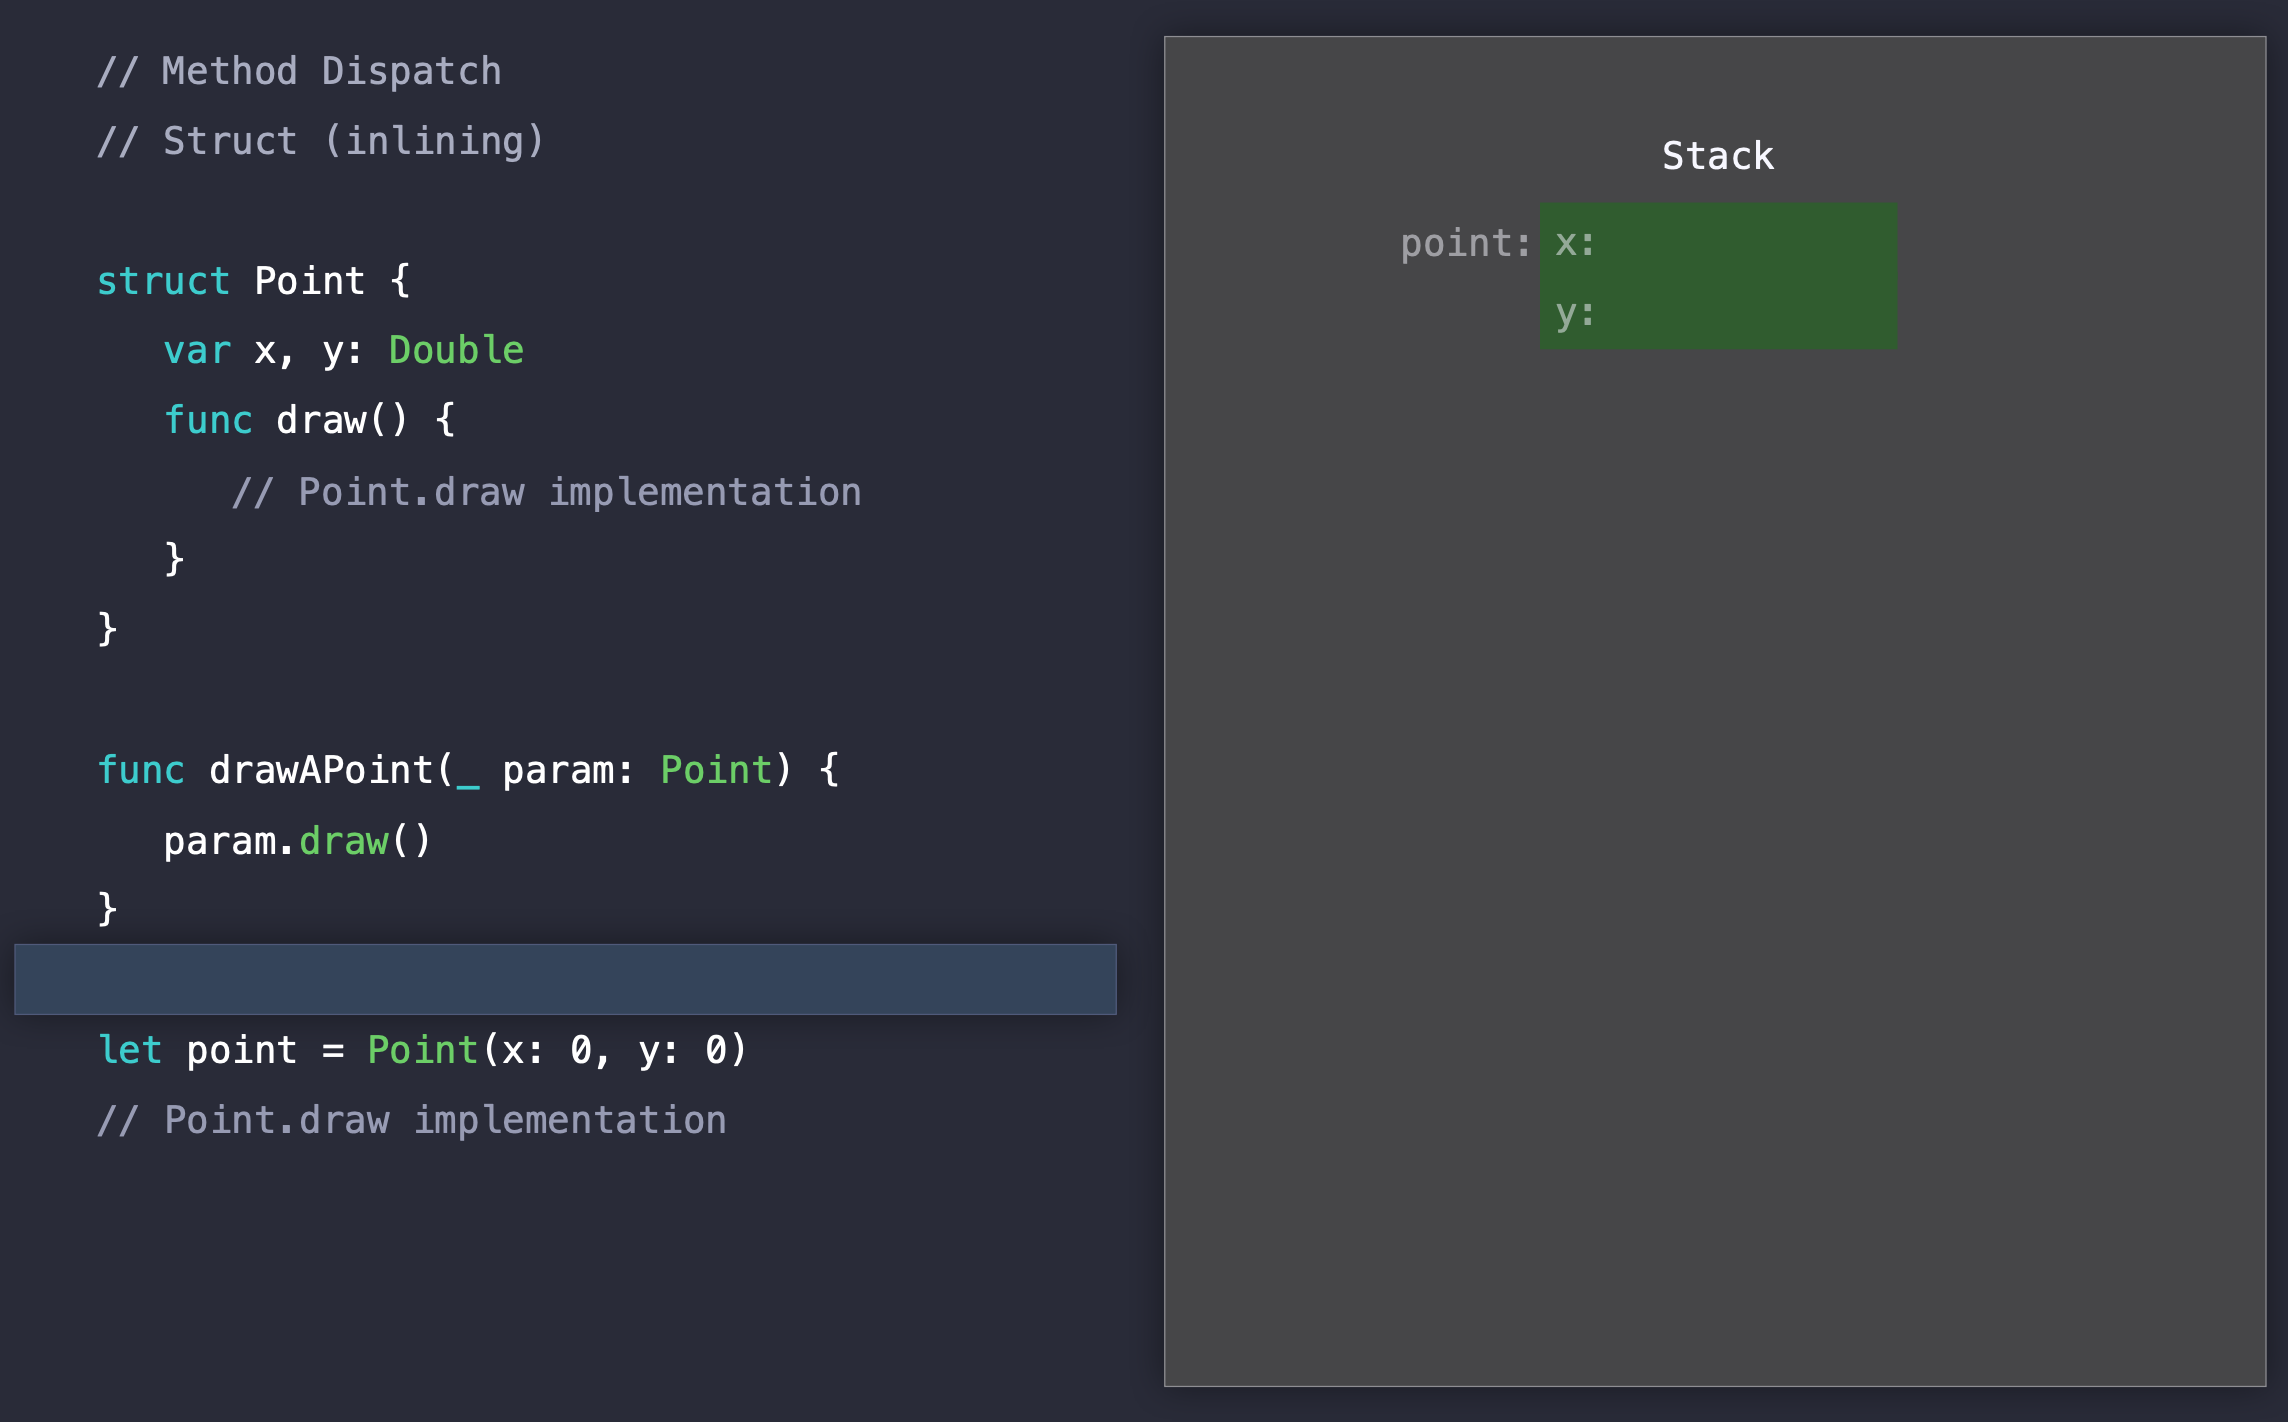 // Method Dispatch
// Struct (inlining)
struct Point {
   var x, y: Double
   func draw() {
      // Point.draw implementation
   }
}
func drawAPoint(_ param: Point) {
   param.draw()
}
let point = Point(x: 0, y: 0)
// Point.draw implementation
Stack
point: x:
y: